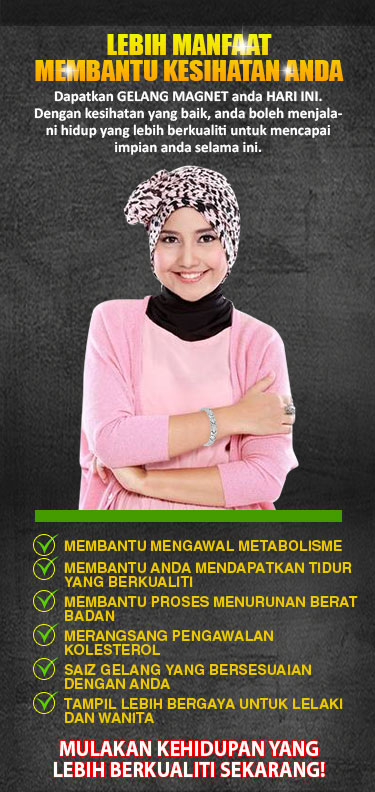 LEBIH MANFAAT
MEMBANTU KESIHATAN ANDA
Dapatkan GELANG MAGNET anda HARI INI.
Dengan kesihatan yang baik, anda boleh menjala-
ni hidup yang lebih berkualiti untuk mencapai
impian anda selama ini.
MEMBANTU MENGAWAL METABOLISME
MEMBANTU ANDA MENDAPATKAN TIDUR
YANG BERKUALITI
MEMBANTU PROSES MENURUNAN BERAT
BADAN
MERANGSANG PENGAWALAN
KOLESTEROL
SAIZ GELANG YANG BERSESUAIAN
DENGAN ANDA
TAMPIL LEBIH BERGAYA UNTUK LELAKI
DAN WANITA
MULAKAN KEHIDUPAN YANG
LEBIH BERKUALITI SEKARANG!